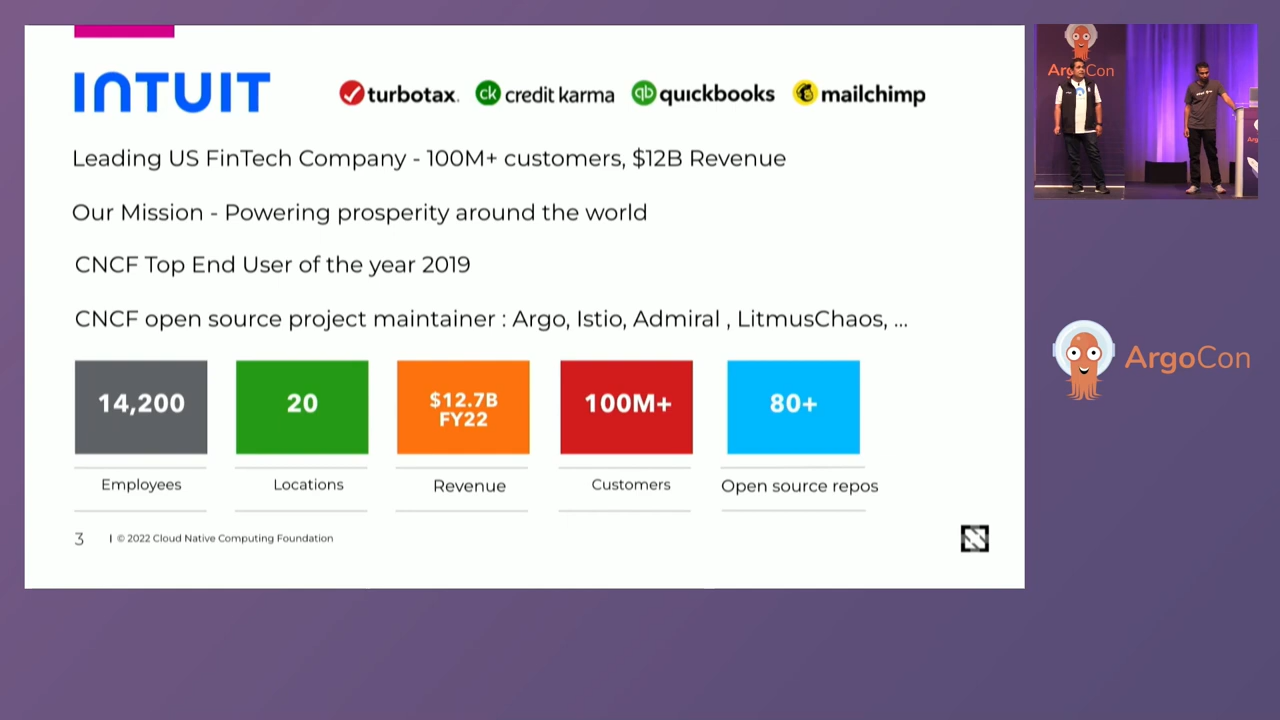 INTUIT
turbotax.
ck credit karma
qb quickbooks
mailchimp
Leading US FinTech Company - 100M+ customers, $12B Revenue
Our Mission - Powering prosperity around the world
CNCF Top End User of the year 2019
CNCF open source project maintainer : Argo, Istio, Admiral , LitmusChaos, ...
14,200
20
$12.7B
FY22
100M+
80+
Employees
Locations
Revenue
Customers
Open source repos
3 | © 2022 Cloud Native Computing Foundation
ArgoCon
ArgoCon